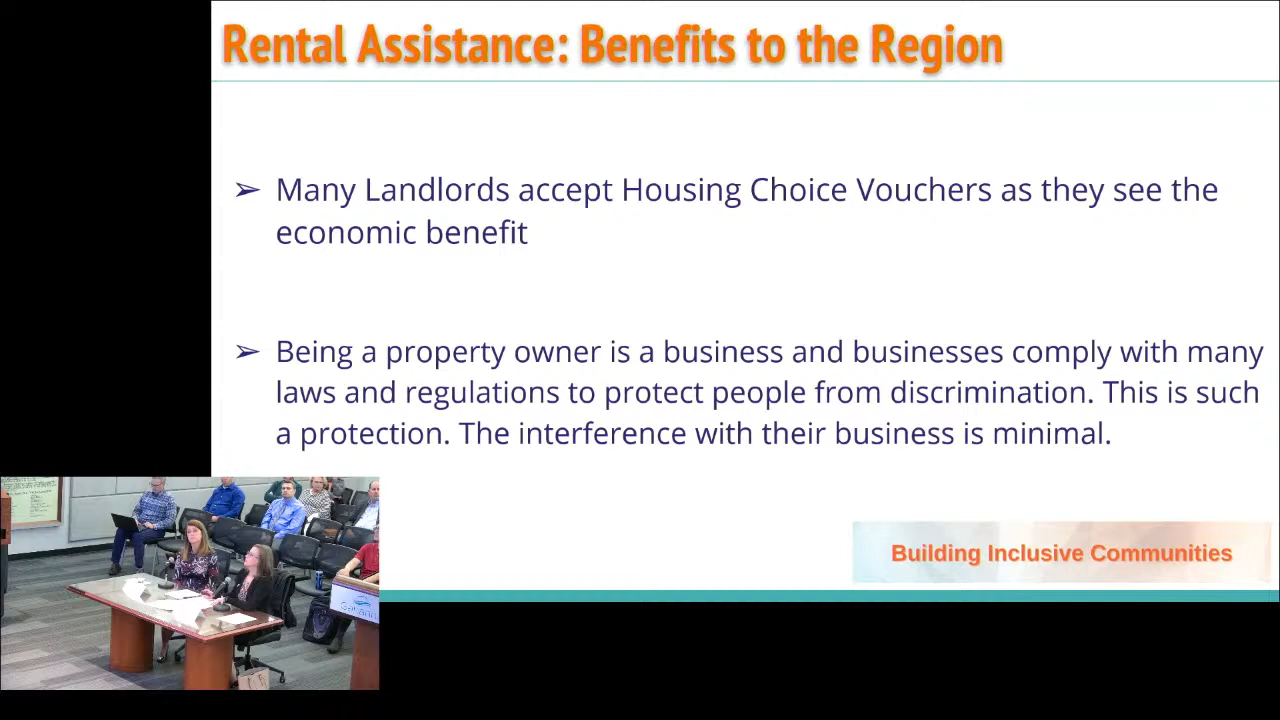 Rental Assistance: Benefits to the Region
➢ Many Landlords accept Housing Choice Vouchers as they see the
economic benefit
➢ Being a property owner is a business and businesses comply with many
laws and regulations to protect people from discrimination. This is such
a protection. The interference with their business is minimal.
Building Inclusive Communities